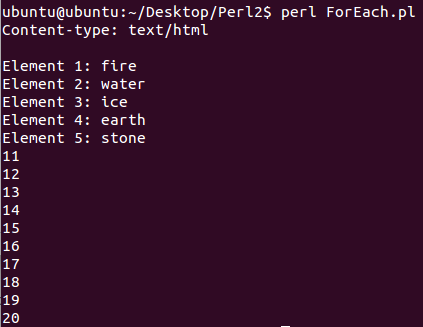 ubuntu@ubuntu:~/Desktop/Perl2$ perl ForEach.pl
Content-type: text/html
Element 1: fire
Element 2: water
Element 3: ice
Element 4: earth
Element 5: stone
11
12
13
14
15
16
17
18
19
20